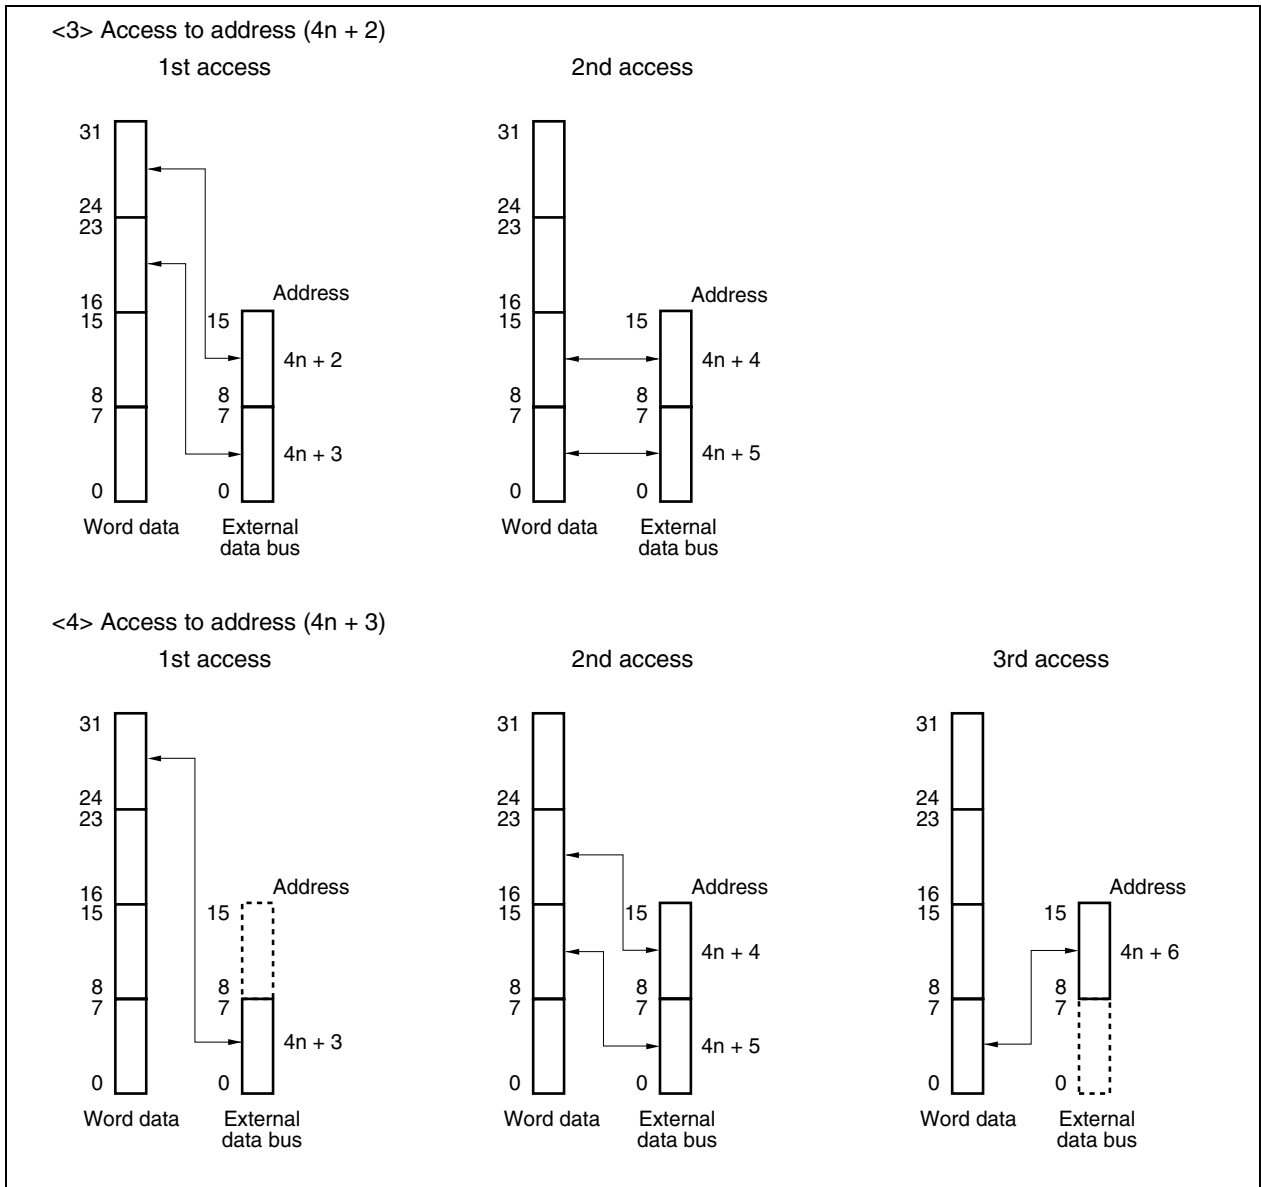 <3> Access to address (4n + 2)
1st access
2nd access
31
24
23
16
15
8
7
0
Address
15
4n + 2
8
7
4n + 3
0
Word data
External
data bus
31
24
23
16
15
8
7
0
Address
15
4n + 4
8
7
4n + 5
0
Word data
External
data bus
<4> Access to address (4n + 3)
1st access
2nd access
3rd access
31
24
23
16
15
8
7
0
Address
15
8
7
4n + 3
0
Word data
External
data bus
31
24
23
16
15
8
7
0
Address
15
4n + 4
8
7
4n + 5
0
Word data
External
data bus
31
24
23
16
15
8
7
0
Address
15
4n + 6
8
7
0
Word data
External
data bus